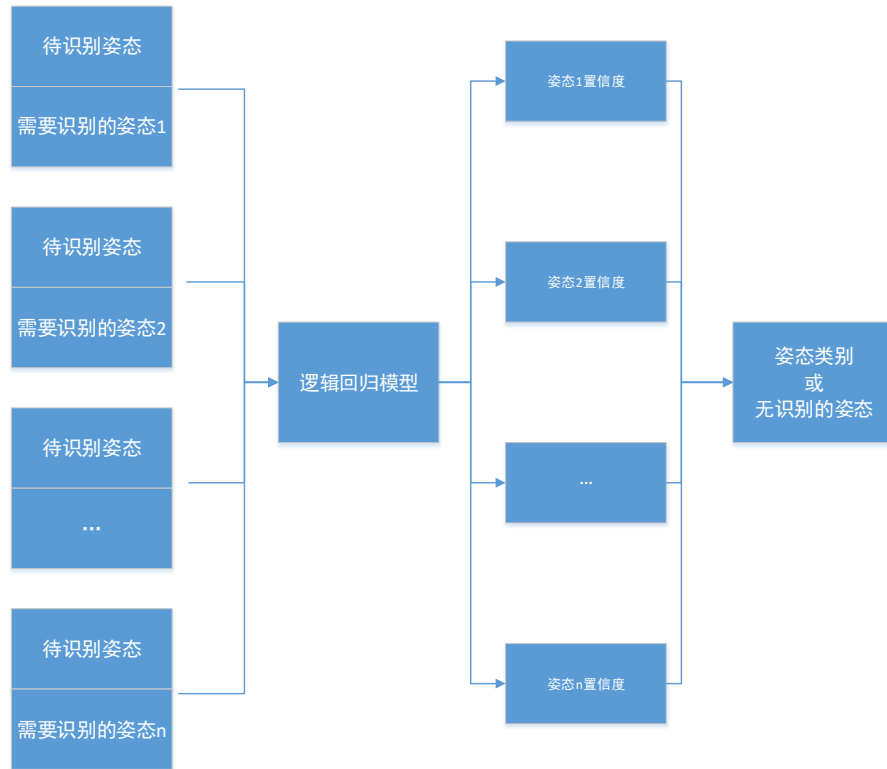 待识别姿态
需要识别的姿态1
待识别姿态
需要识别的姿态2
待识别姿态
...
待识别姿态
需要识别的姿态n
逻辑回归模型
姿态1置信度
姿态2置信度
...
姿态n置信度
姿态类别
或
无识别的姿态